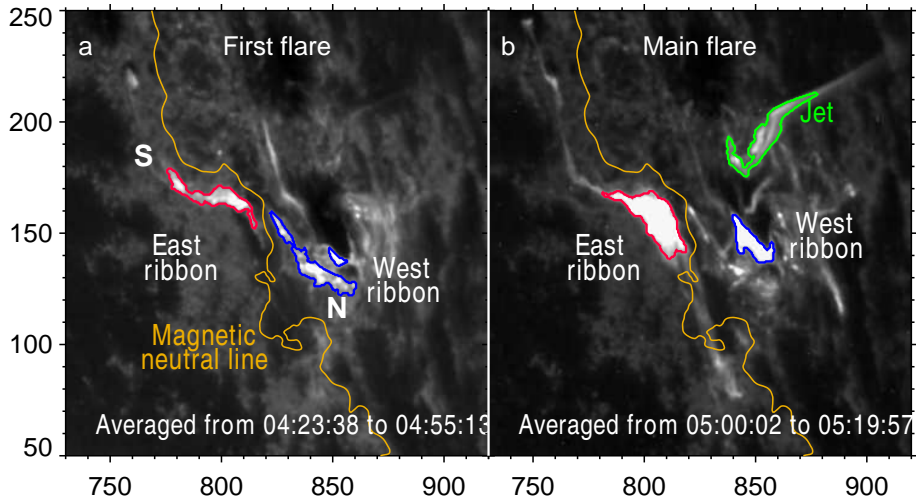 250
200
150
100
50
a
First flare
S
East
ribbon
West
ribbon
N
Magnetic
neutral line
Averaged from 04:23:38 to 04:55:13
b
Main flare
Jet
East
ribbon
West
ribbon
Averaged from 05:00:02 to 05:19:57
750 800 850 900
750 800 850 900